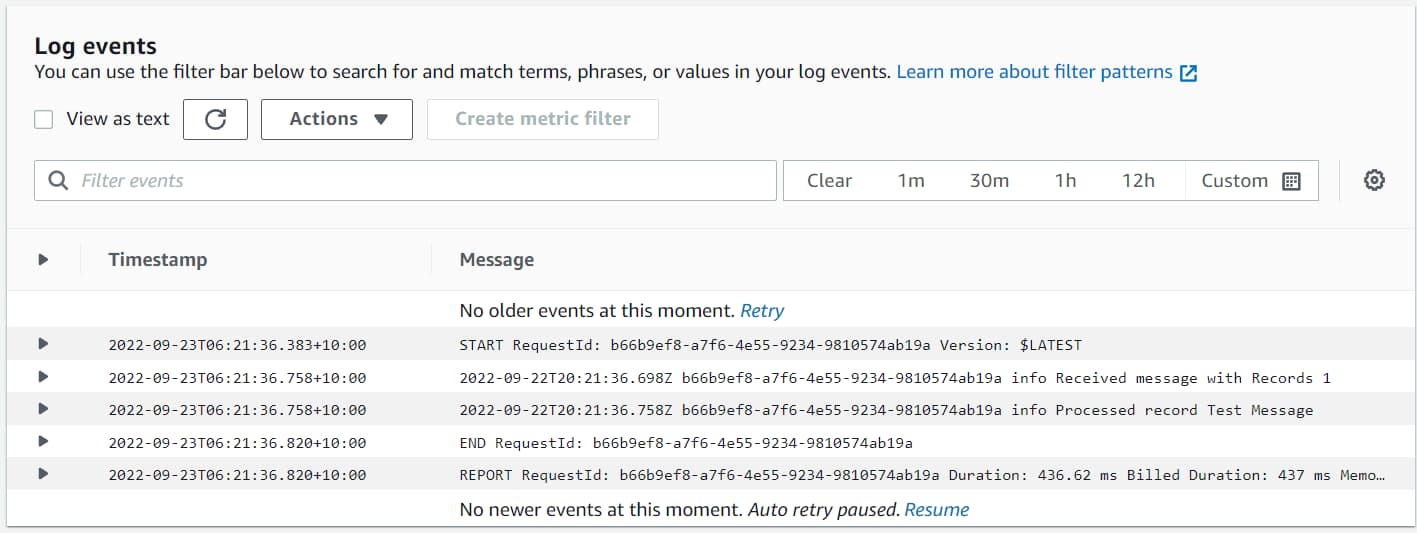 Log events
You can use the filter bar below to search for and match terms, phrases, or values in your log events. Learn more about filter patterns
View as text Actions Create metric filter
Filter events Clear 1m 30m 1h 12h Custom
Timestamp Message
No older events at this moment. Retry
2022-09-23T06:21:36.383+10:00 START RequestId: b66b9ef8-a7f6-4e55-9234-9810574ab19a Version: $LATEST
2022-09-23T06:21:36.758+10:00 2022-09-22T20:21:36.698Z b66b9ef8-a7f6-4e55-9234-9810574ab19a info Received message with Records 1
2022-09-23T06:21:36.758+10:00 2022-09-22T20:21:36.758Z b66b9ef8-a7f6-4e55-9234-9810574ab19a info Processed record Test Message
2022-09-23T06:21:36.820+10:00 END RequestId: b66b9ef8-a7f6-4e55-9234-9810574ab19a
2022-09-23T06:21:36.820+10:00 REPORT RequestId: b66b9ef8-a7f6-4e55-9234-9810574ab19a Duration: 436.62 ms Billed Duration: 437 ms Memo…
No newer events at this moment. Auto retry paused. Resume